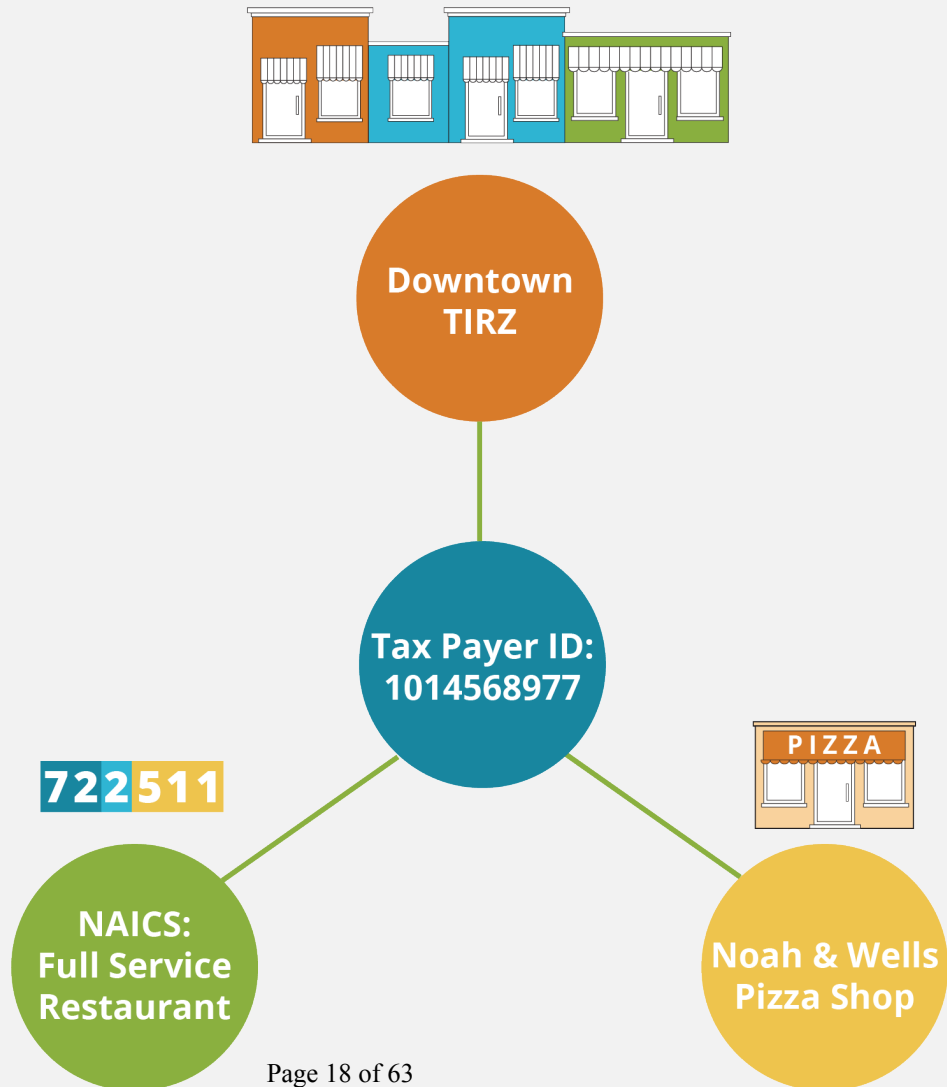 Downtown
TIRZ
Tax Payer ID:
1014568977
722511
NAICS:
Full Service
Restaurant
PIZZA
Noah & Wells
Pizza Shop
Page 18 of 63